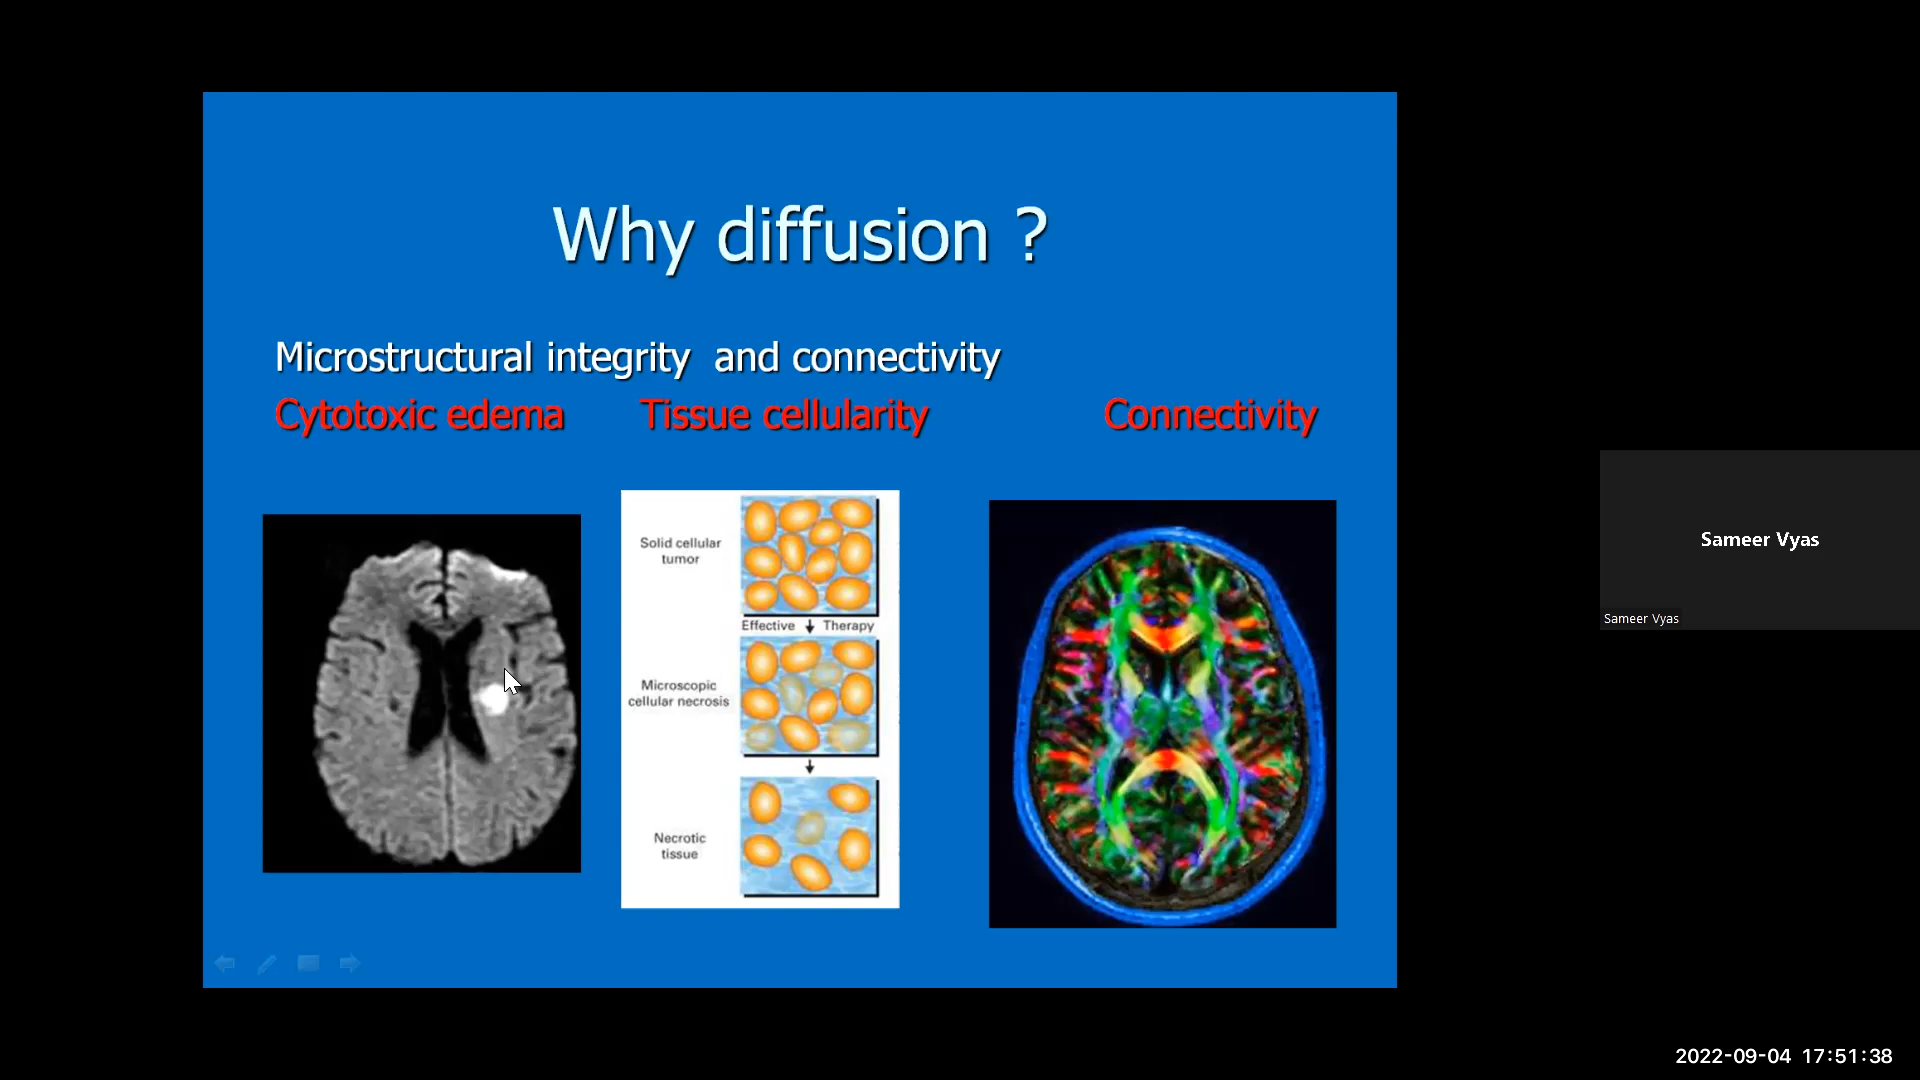 Why diffusion ?
Microstructural integrity and connectivity
Cytotoxic edema Tissue cellularity Connectivity
Solid cellular
tumor
Effective Therapy
Microscopic
cellular necrosis
Necrotic
tissue
Sameer Vyas
Sameer Vyas
2022-09-04 17:51:38